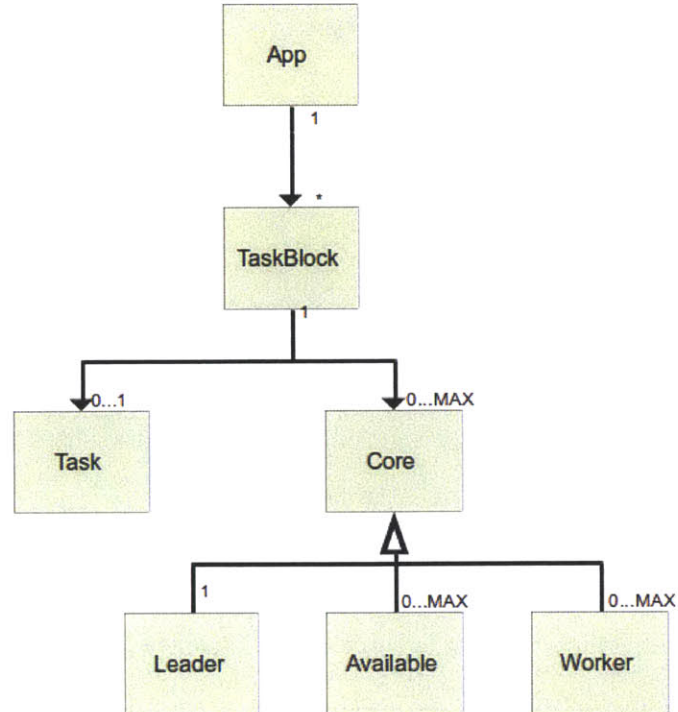 App
1
*
TaskBlock
1
0...1
0...MAX
Task
Core
1
0...MAX
0...MAX
Leader
Available
Worker